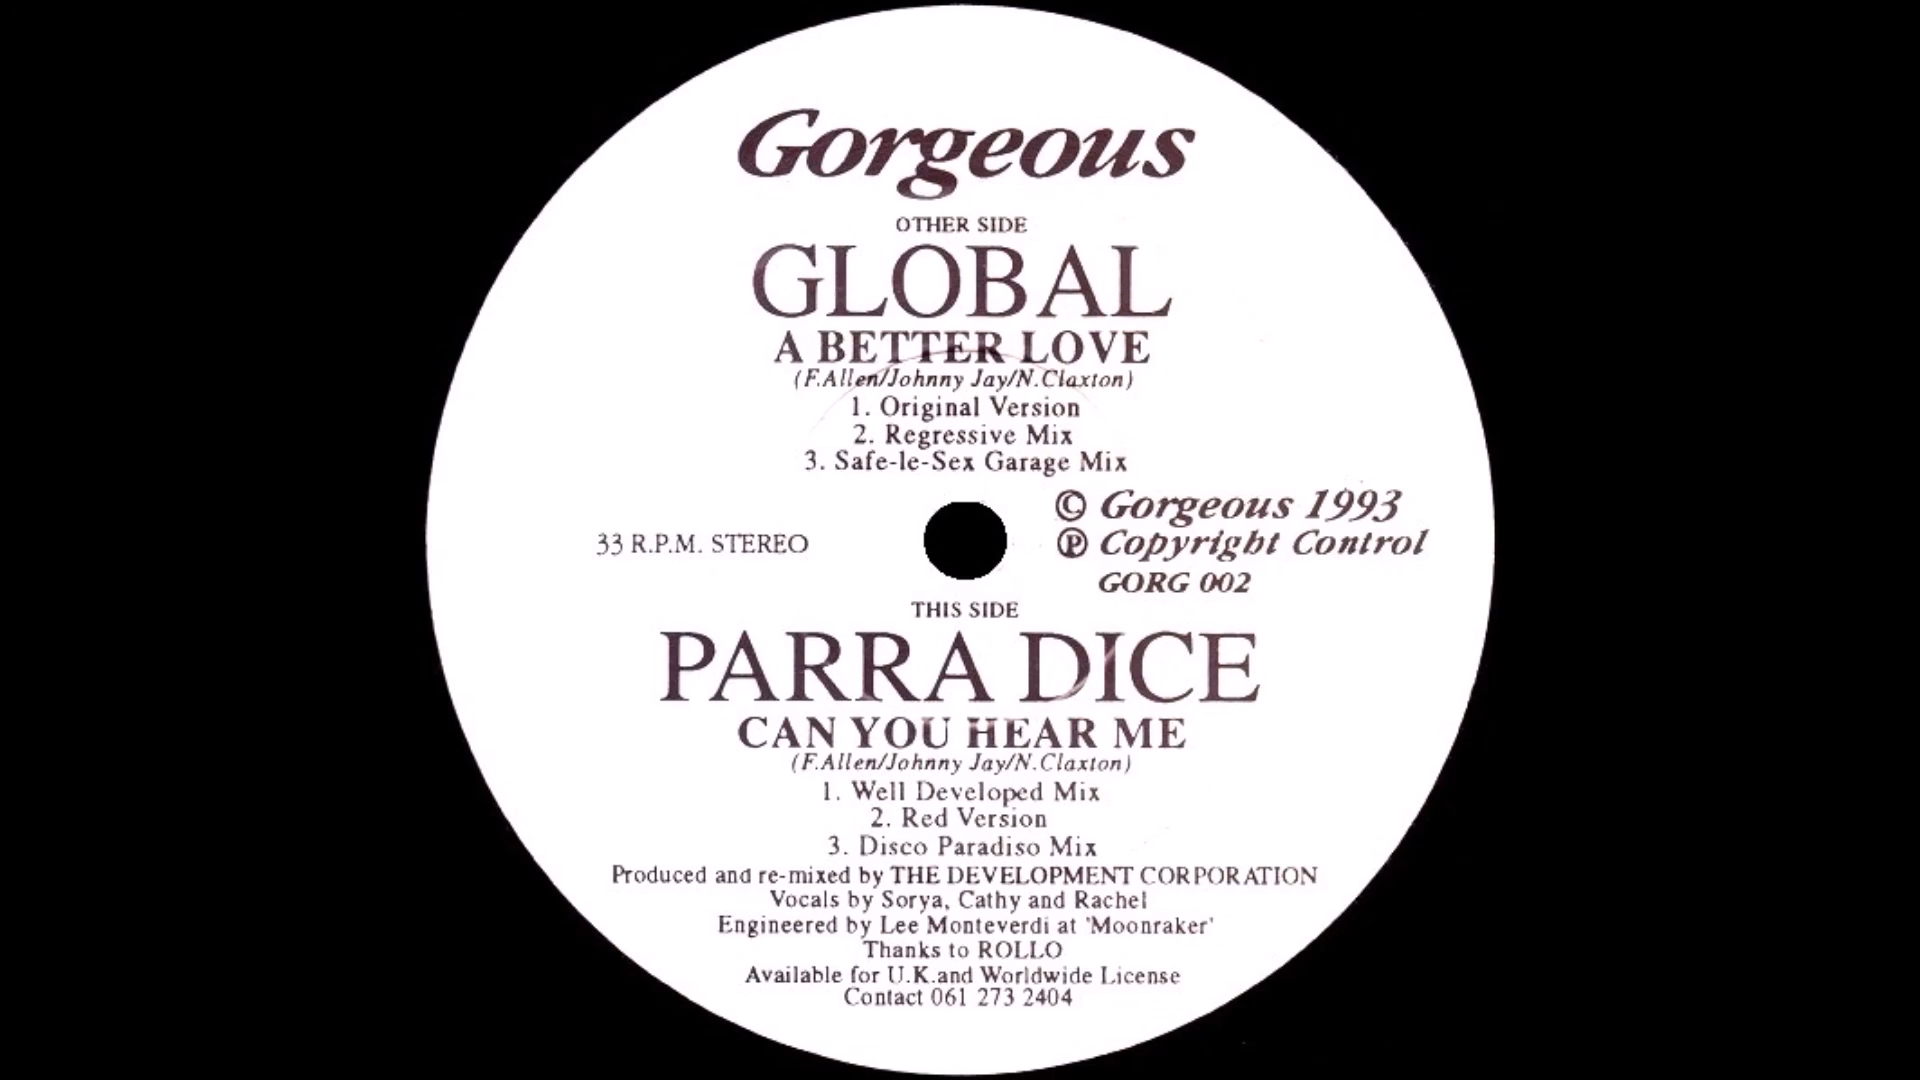 Gorgeous
OTHER SIDE
GLOBAL
A BETTER LOVE
(F.Allen/Johnny Jay/N.Claxton)
1. Original Version
2. Regressive Mix
3. Safe-le-Sex Garage Mix
© Gorgeous 1993
33 R.P.M. STEREO
℗ Copyright Control
GORG 002
THIS SIDE
PARRA DICE
CAN YOU HEAR ME
(F.Allen/Johnny Jay/N.Claxton)
1. Well Developed Mix
2. Red Version
3. Disco Paradiso Mix
Produced and re-mixed by THE DEVELOPMENT CORPORATION
Vocals by Sorya, Cathy and Rachel
Engineered by Lee Monteverdi at 'Moonraker'
Thanks to ROLLO
Available for U.K.and Worldwide License
Contact 061 273 2404